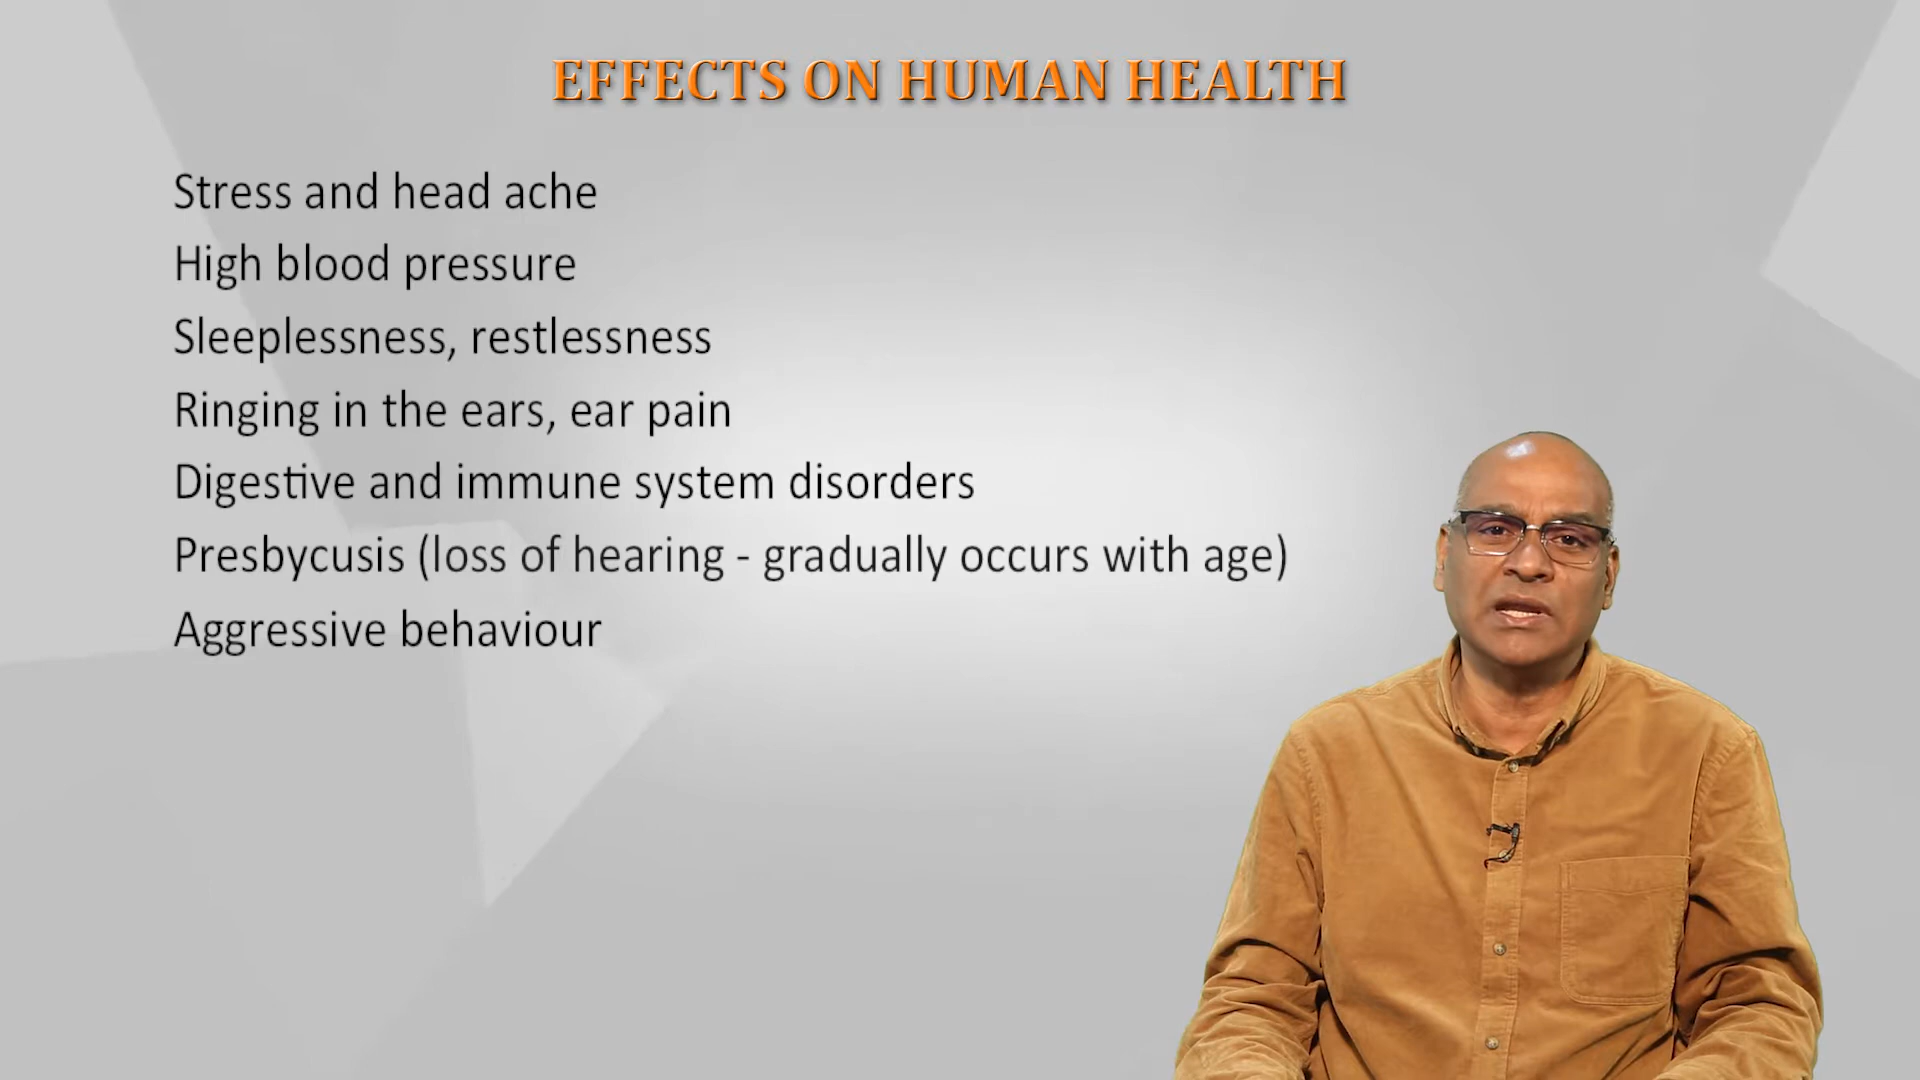 EFFECTS ON HUMAN HEALTH
Stress and head ache
High blood pressure
Sleeplessness, restlessness
Ringing in the ears, ear pain
Digestive and immune system disorders
Presbycusis (loss of hearing - gradually occurs with age)
Aggressive behaviour